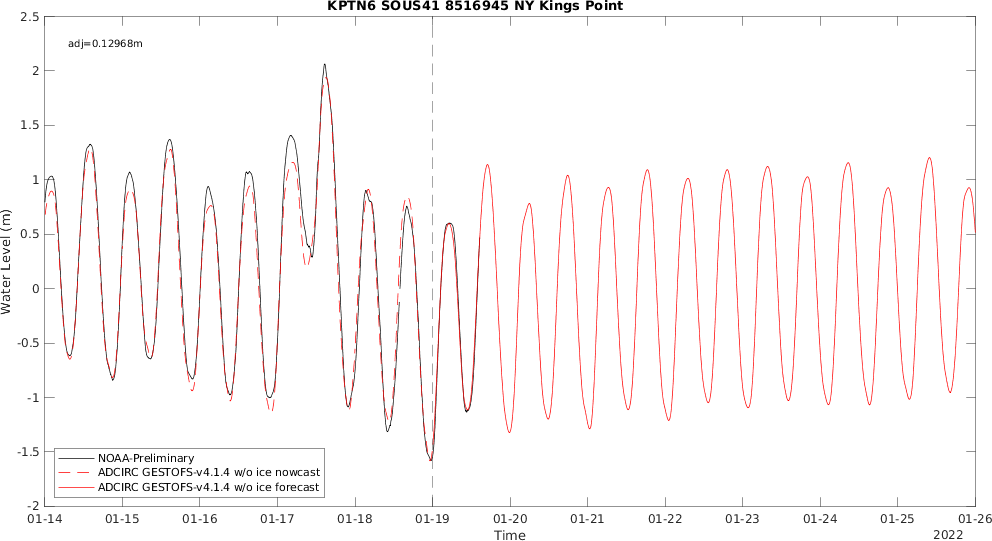 KPTN6 SOUS41 8516945 NY Kings Point
adj=0.12968m
2.5
2
1.5
1
0.5
0
-0.5
-1
-1.5
-2
Water Level (m)
NOAA-Preliminary
ADCIRC GESTOFS-v4.1.4 w/o ice nowcast
ADCIRC GESTOFS-v4.1.4 w/o ice forecast
01-14 01-15 01-16 01-17 01-18 01-19 01-20 01-21 01-22 01-23 01-24 01-25 01-26
Time
2022